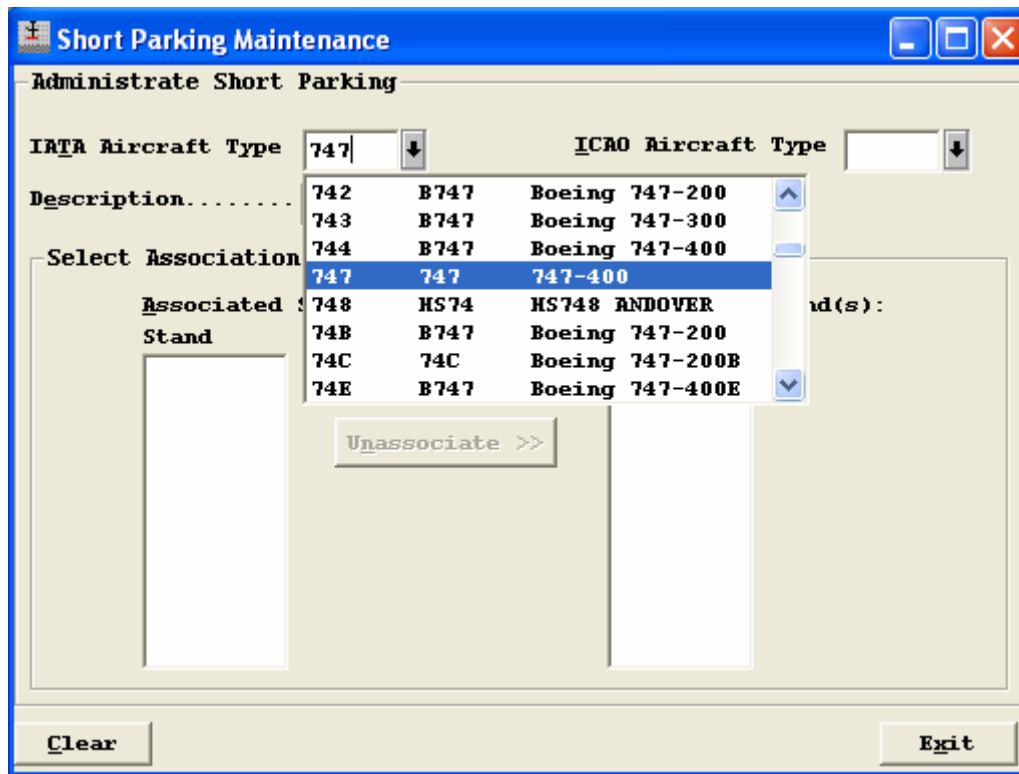 Short Parking Maintenance
Administrate Short Parking
IATA Aircraft Type 747 ICAO Aircraft Type
Description........
742 B747 Boeing 747-200
743 B747 Boeing 747-300
744 B747 Boeing 747-400
747 747 747-400
748 HS74 HS748 ANDOVER
74B B747 Boeing 747-200
74C 74C Boeing 747-200B
74E B747 Boeing 747-400E
Select Association
Associated nd(s):
Stand
Unassociate >>
Clear Exit